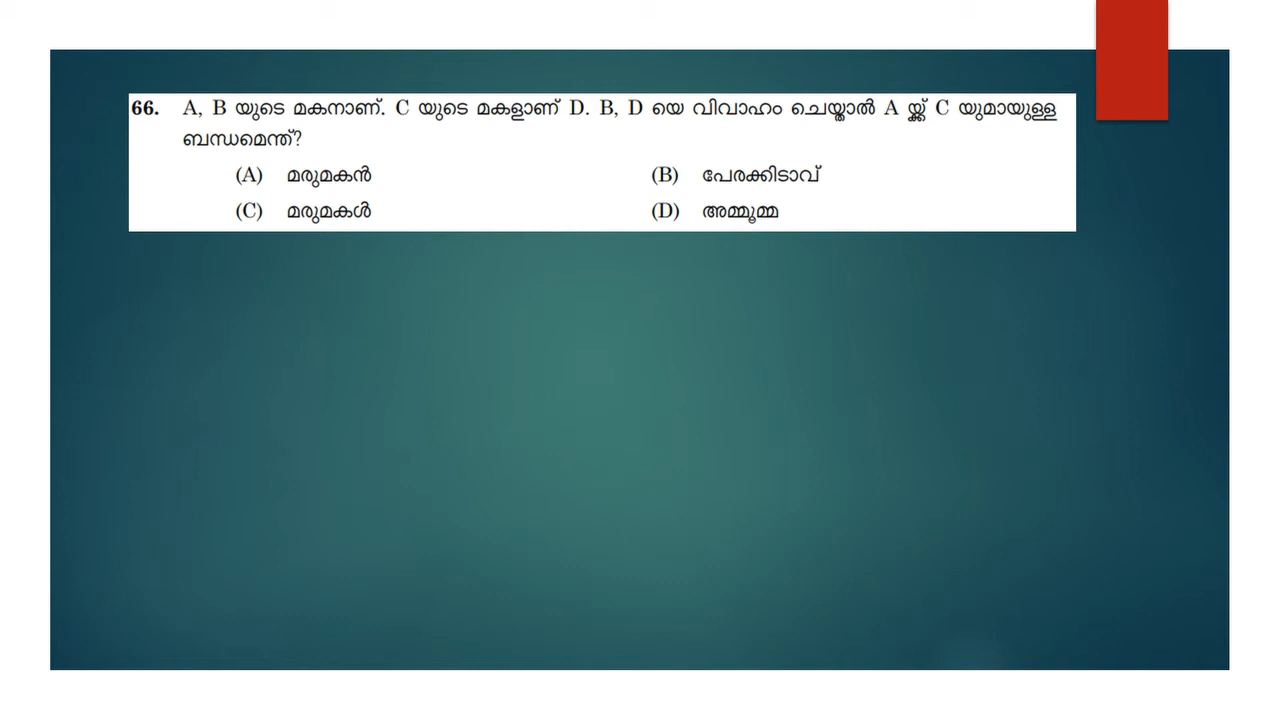 66. A, B യുടെ മകനാണ്. C യുടെ മകളാണ് D. B, D യെ വിവാഹം ചെയ്താൽ A യ്ക്ക് C യുമായുള്ള
ബന്ധമെന്ത്?
(A) മരുമകൻ (B) പേരക്കിടാവ്
(C) മരുമകൾ (D) അമ്മൂമ്മ